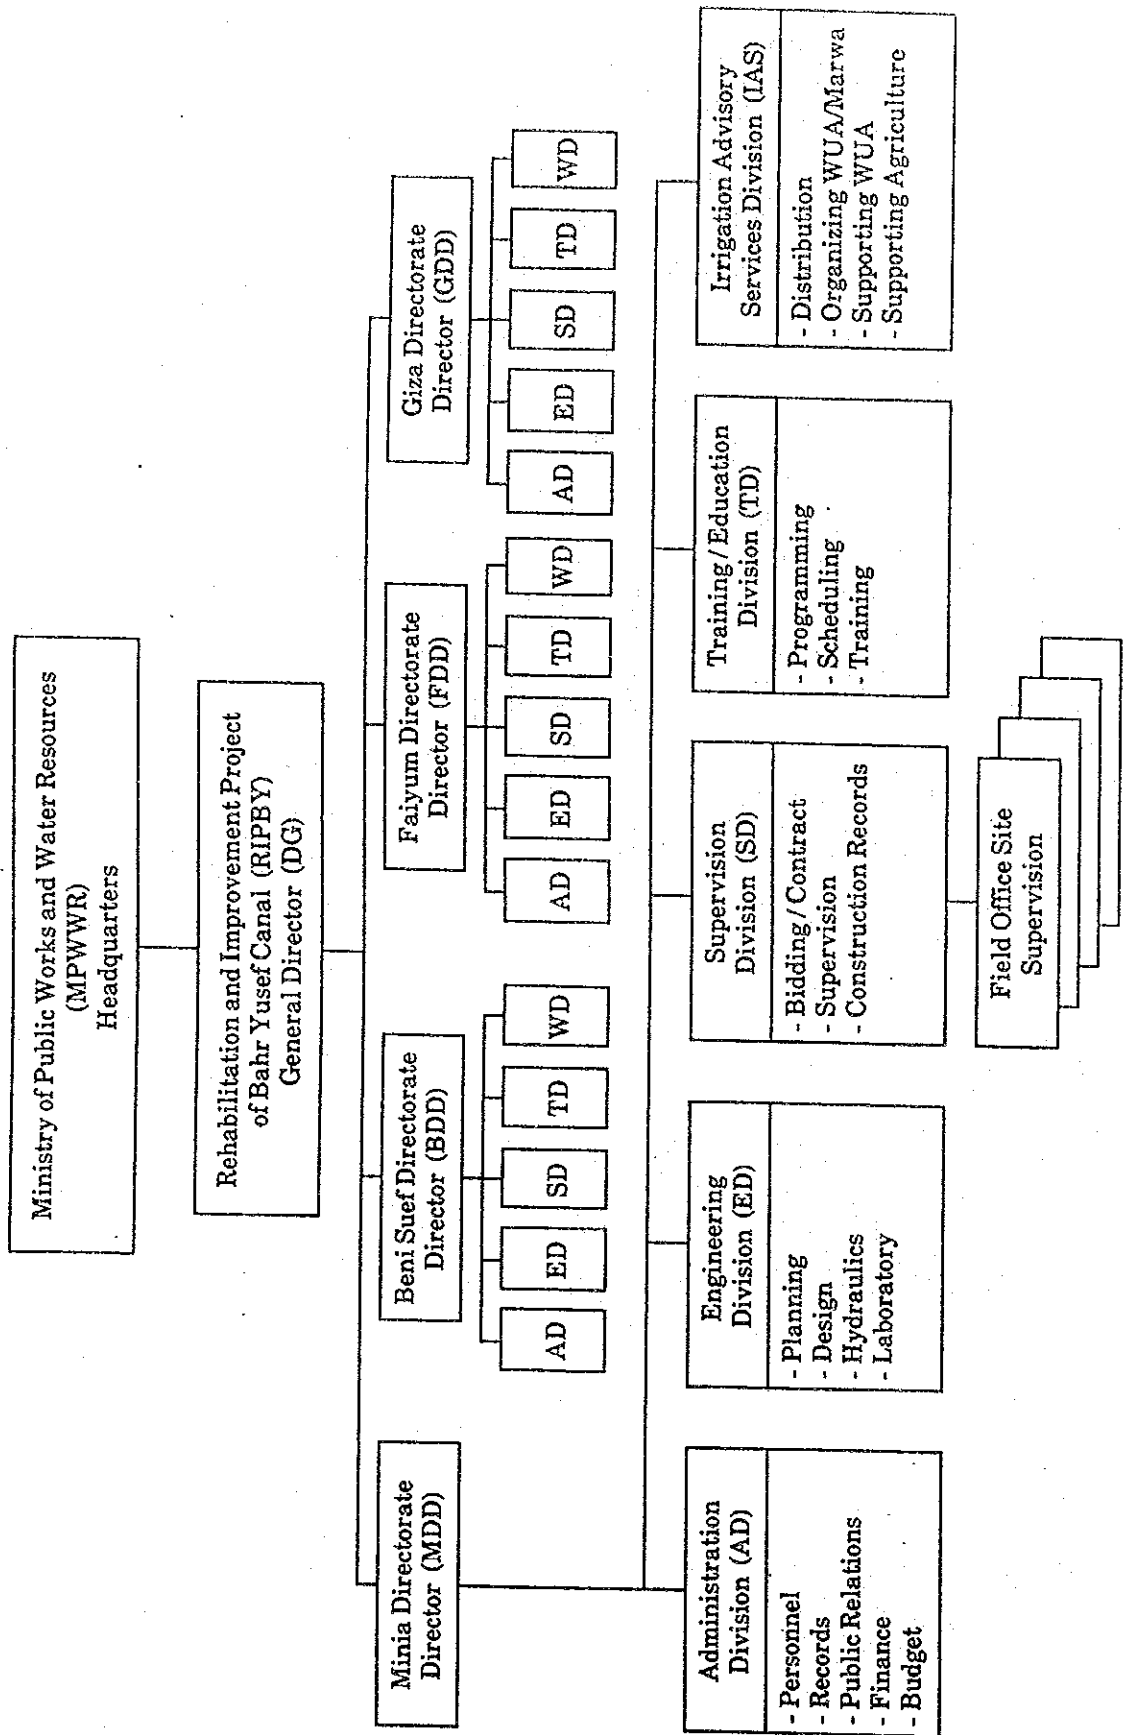 Ministry of Public Works and Water Resources
(MPWWR)
Headquarters
Rehabilitation and Improvement Project
of Bahr Yusef Canal (RIPBY)
General Director (DG)
Minia Directorate
Director (MDD)
Beni Suef Directorate
Director (BDD)
Faiyum Directorate
Director (FDD)
Giza Directorate
Director (GDD)
AD
ED
SD
TD
WD
AD
ED
SD
TD
WD
AD
ED
SD
TD
WD
Administration
Division (AD)
- Personnel
- Records
- Public Relations
- Finance
- Budget
Engineering
Division (ED)
- Planning
- Design
- Hydraulics
- Laboratory
Supervision
Division (SD)
- Bidding / Contract
- Supervision
- Construction Records
Training / Education
Division (TD)
- Programming
- Scheduling
- Training
Irrigation Advisory
Services Division (IAS)
- Distribution
- Organizing WUA/Marwa
- Supporting WUA
- Supporting Agriculture
Field Office Site
Supervision